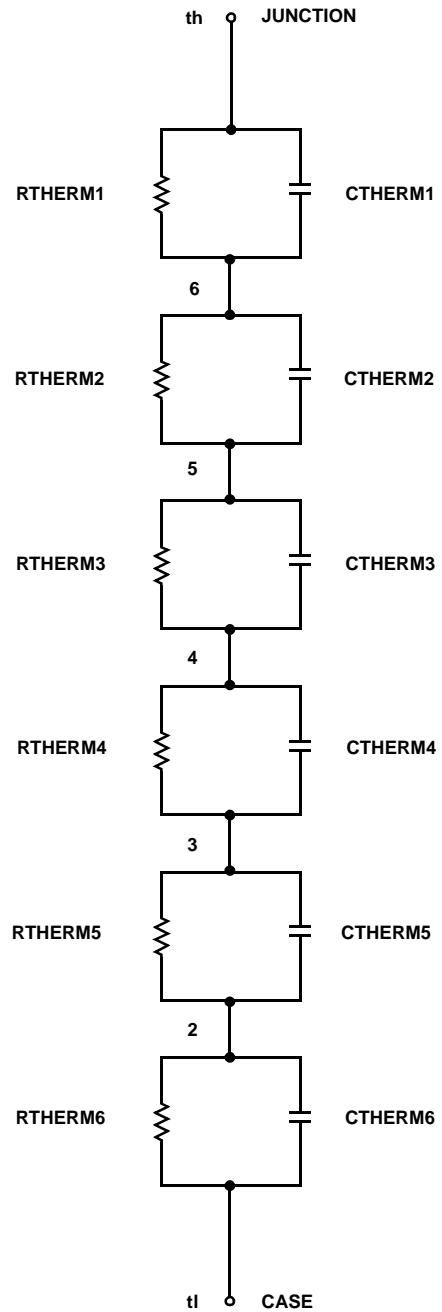 th JUNCTION
RTHERM1 CTHERM1
6
RTHERM2 CTHERM2
5
RTHERM3 CTHERM3
4
RTHERM4 CTHERM4
3
RTHERM5 CTHERM5
2
RTHERM6 CTHERM6
tl CASE